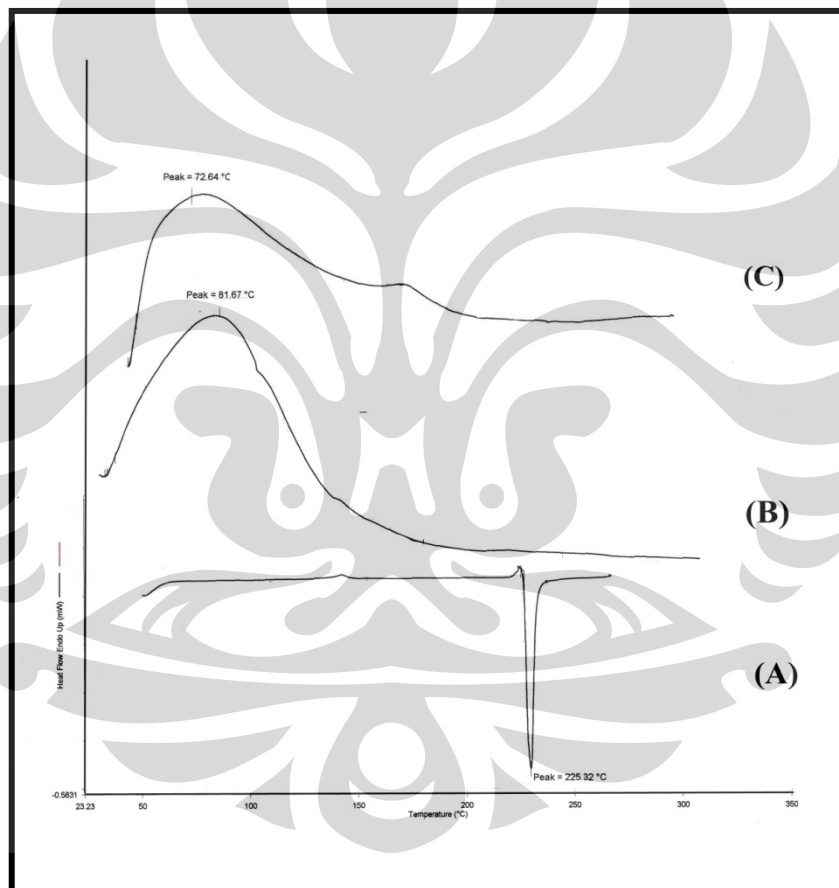 Peak = 72.64 °C
(C)
Peak = 81.67 °C
(B)
Heat Flow Endo Up (mW)
(A)
Peak = 225.32 °C
-0.5831
23.23 50 100 150 200 250 300 350
Temperature (°C)